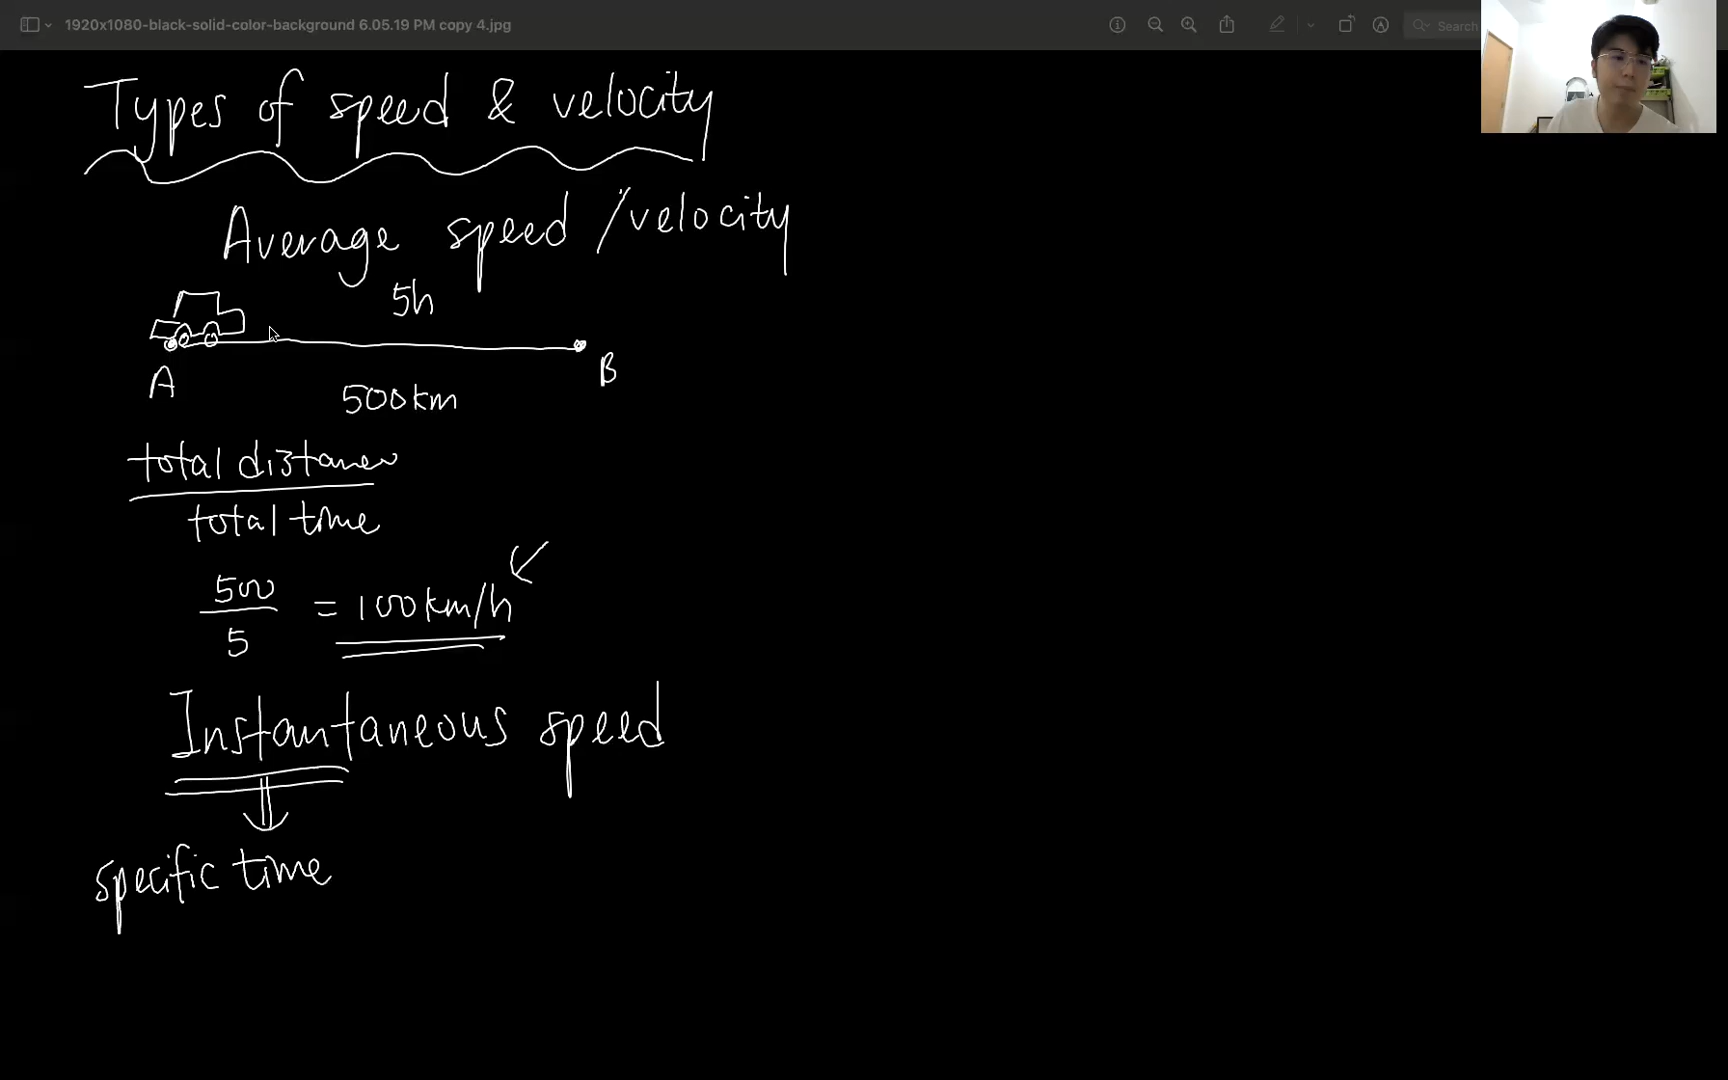 1920x1080-black-solid-color-background 6.05.19 PM copy 4.jpg
Search
Types of speed & velocity
Average speed /velocity
5h
A
B
500km
total distance
total time
500
5
= 100km/h
Instantaneous speed
specific time